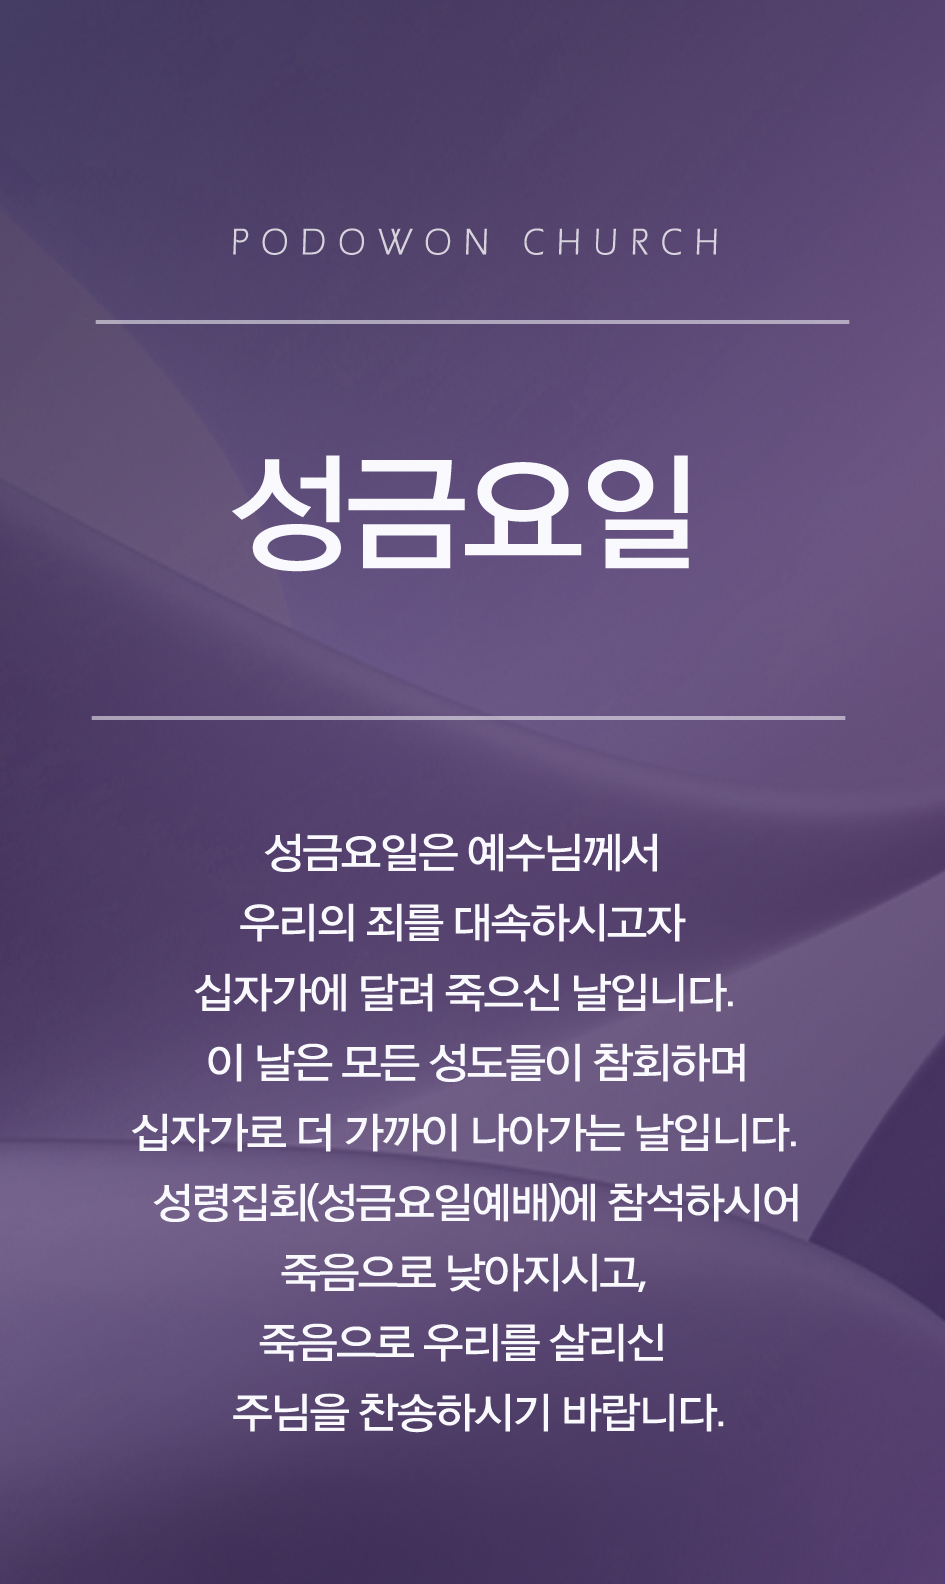 PODOWON CHURCH
성금요일
성금요일은 예수님께서
우리의 죄를 대속하시고자
십자가에 달려 죽으신 날입니다.
이 날은 모든 성도들이 참회하며
십자가로 더 가까이 나아가는 날입니다.
성령집회(성금요일예배)에 참석하시어
죽음으로 낮아지시고,
죽음으로 우리를 살리신
주님을 찬송하시기 바랍니다.